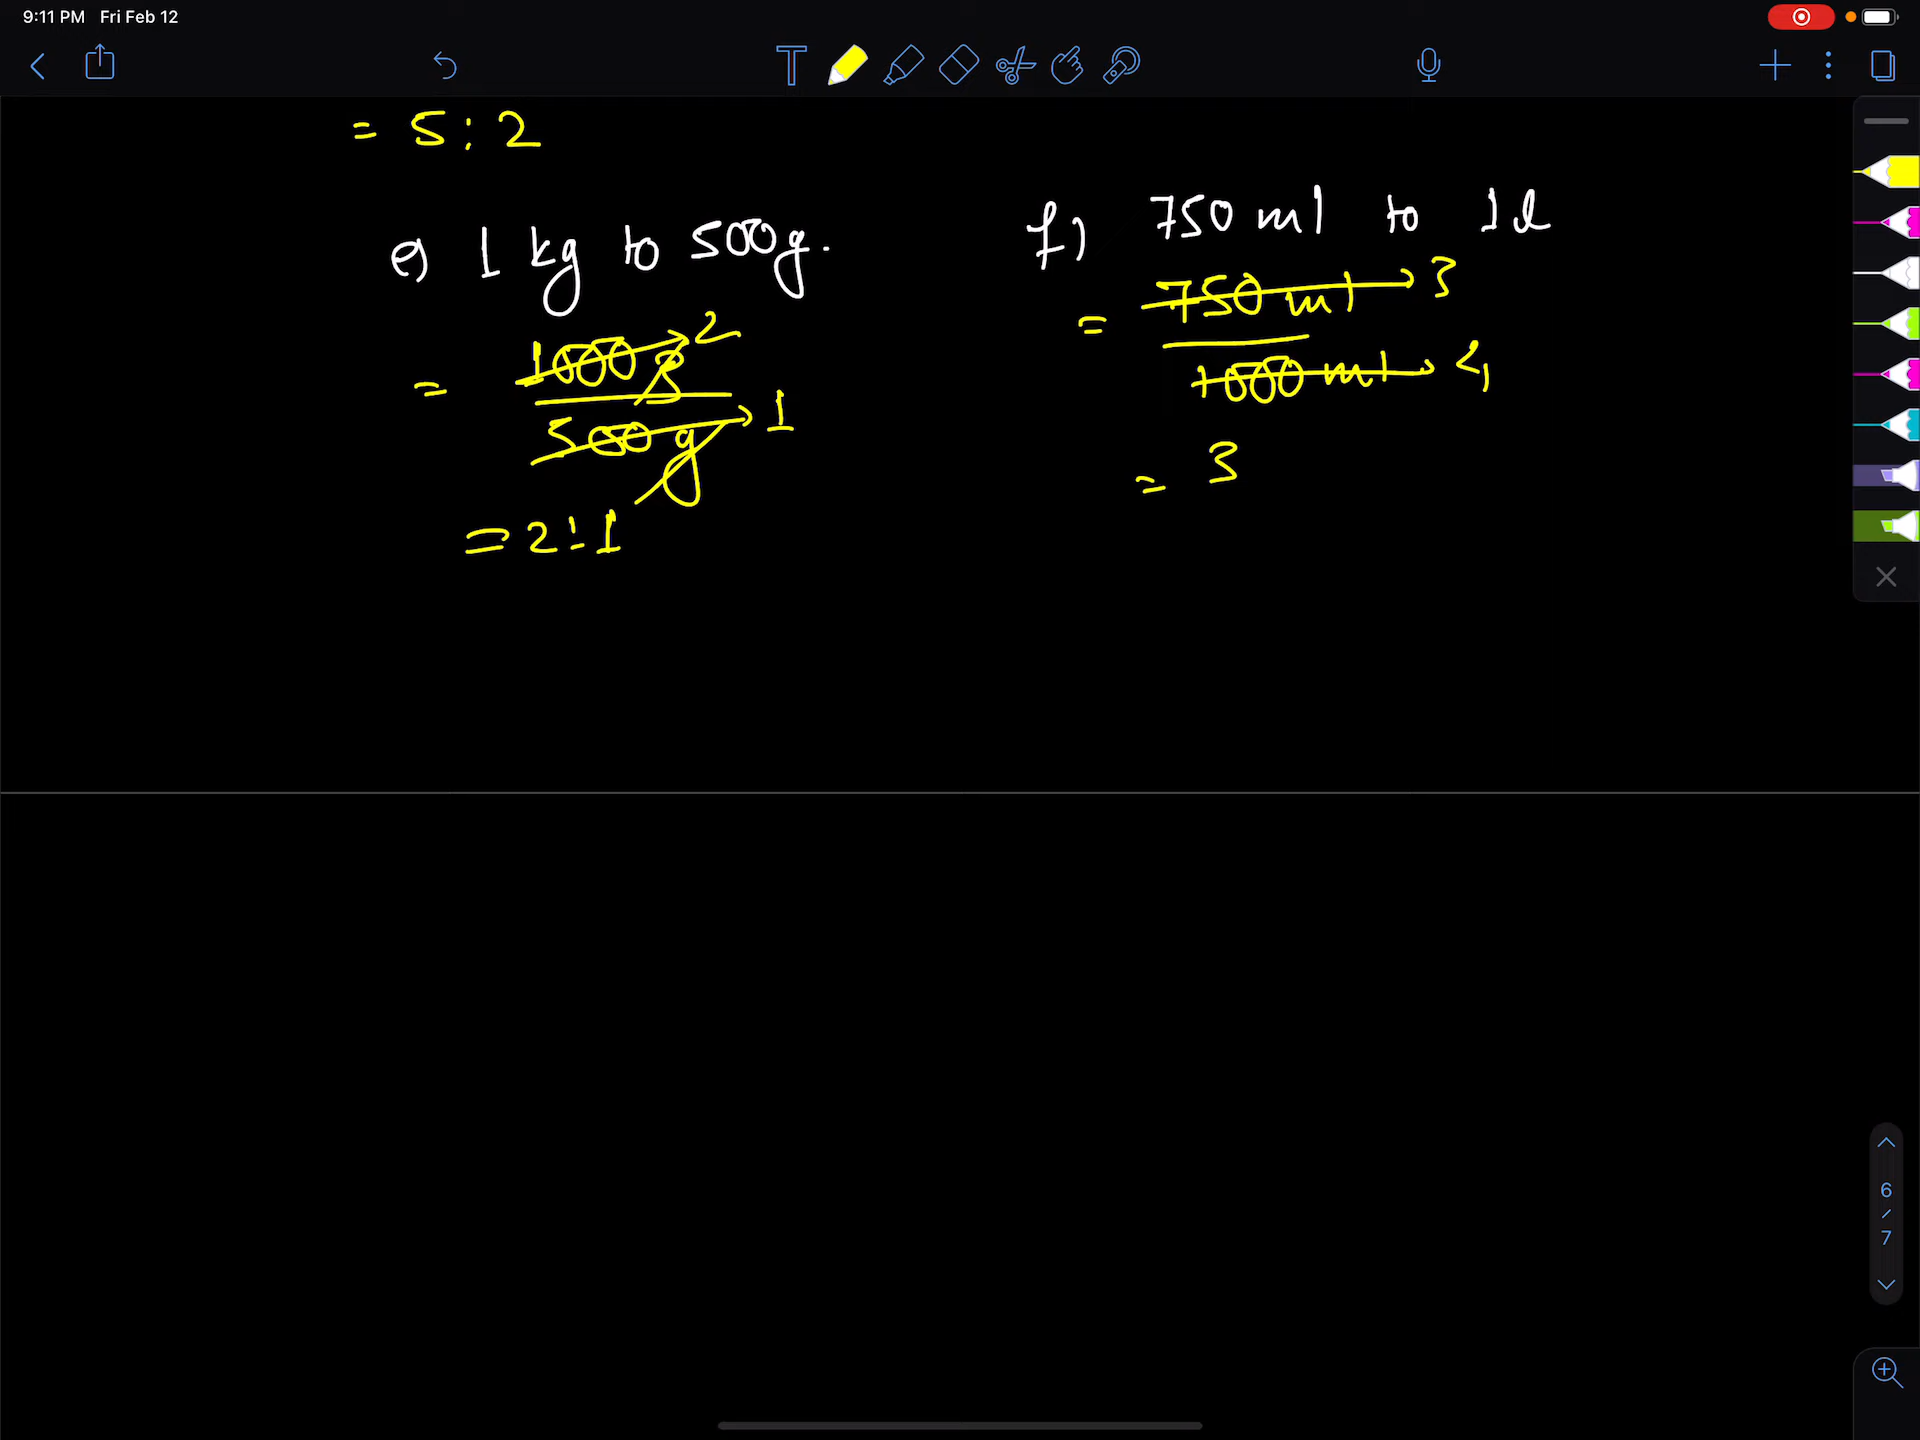 9:11 PM Fri Feb 12
= 5 : 2
e) 1 kg to 500g.
= 1000 g → 2
500 g → 1
= 2 : 1
f) 750 ml to 1l
= 750 ml → 3
1000 ml → 4
= 3
6
/
7